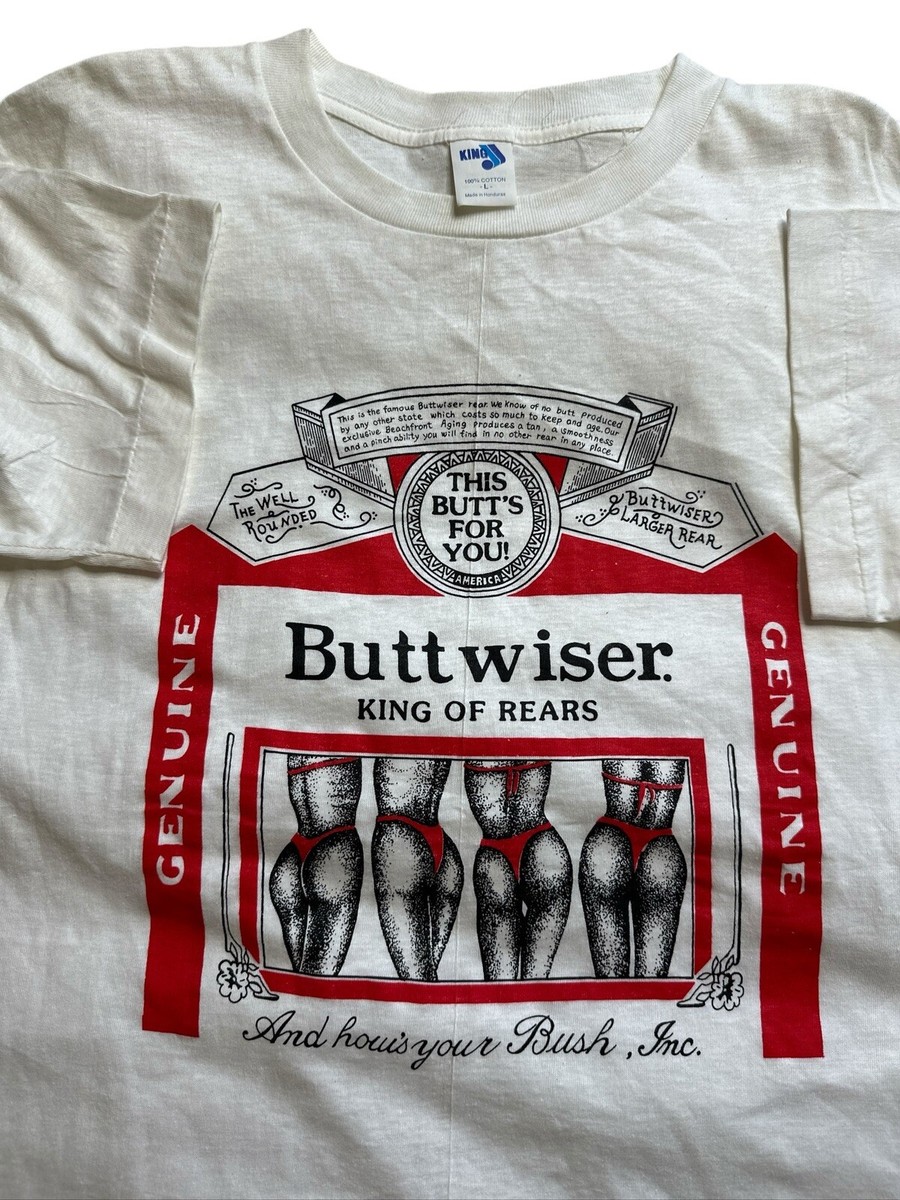 KING
100% COTTON
- L -
Made in Honduras
This is the famous Buttwiser rear. We know of no butt produced
by any other state which costs so much to keep and age. Our
exclusive Beachfront Aging produces a tan, a smoothness
and a pinch ability you will find in no other rear in any place.
THE WELL
ROUNDED
THIS
BUTT'S
FOR
YOU!
AMERICA
BUTTWISER
LARGER REAR
GENUINE
Buttwiser.
KING OF REARS
GENUINE
And how's your Bush, Inc.